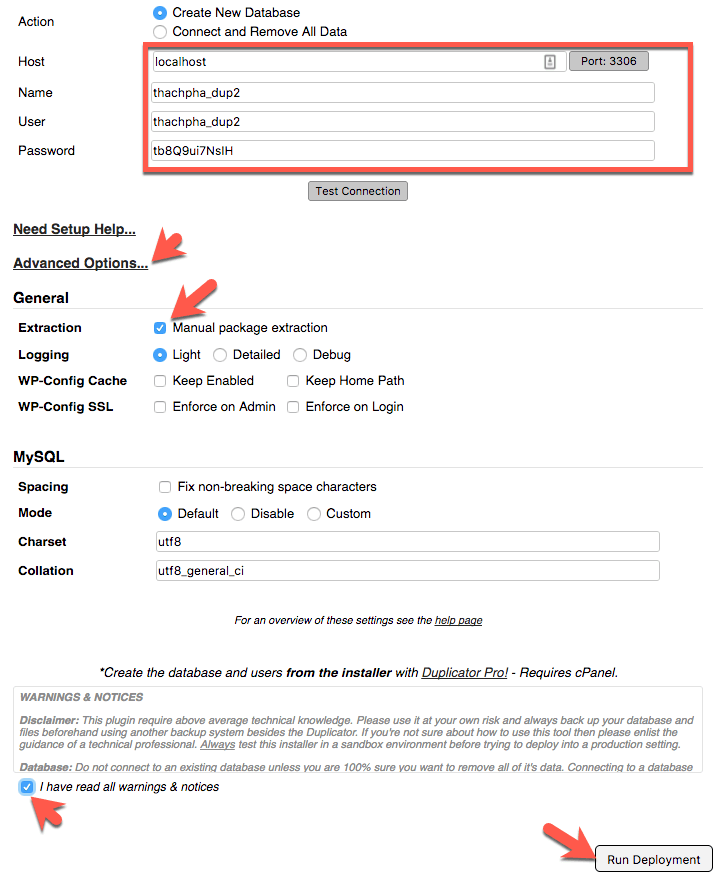 Action
Create New Database
Connect and Remove All Data
Host localhost Port: 3306
Name thachpha_dup2
User thachpha_dup2
Password tb8Q9ui7NsIH
Test Connection
Need Setup Help...
Advanced Options...
General
Extraction Manual package extraction
Logging Light Detailed Debug
WP-Config Cache Keep Enabled Keep Home Path
WP-Config SSL Enforce on Admin Enforce on Login
MySQL
Spacing Fix non-breaking space characters
Mode Default Disable Custom
Charset utf8
Collation utf8_general_ci
For an overview of these settings see the help page
*Create the database and users from the installer with Duplicator Pro! - Requires cPanel.
WARNINGS & NOTICES
Disclaimer: This plugin require above average technical knowledge. Please use it at your own risk and always back up your database and
files beforehand using another backup system besides the Duplicator. If you're not sure about how to use this tool then please enlist the
guidance of a technical professional. Always test this installer in a sandbox environment before trying to deploy into a production setting.
Database: Do not connect to an existing database unless you are 100% sure you want to remove all of it's data. Connecting to a database
I have read all warnings & notices
Run Deployment